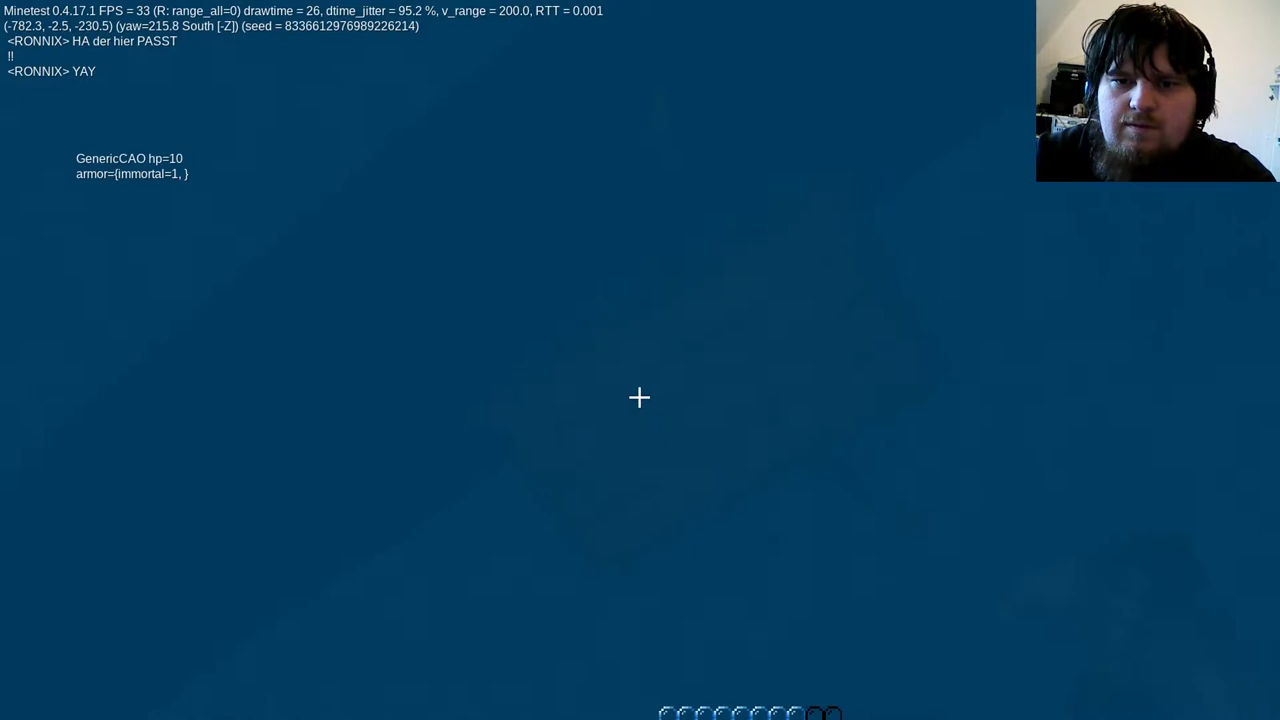 Minetest 0.4.17.1 FPS = 33 (R: range_all=0) drawtime = 26, dtime_jitter = 95.2 %, v_range = 200.0, RTT = 0.001
(-782.3, -2.5, -230.5) (yaw=215.8 South [-Z]) (seed = 8336612976989226214)
<RONNIX> HA der hier PASST
!!
<RONNIX> YAY
GenericCAO hp=10
armor={immortal=1, }